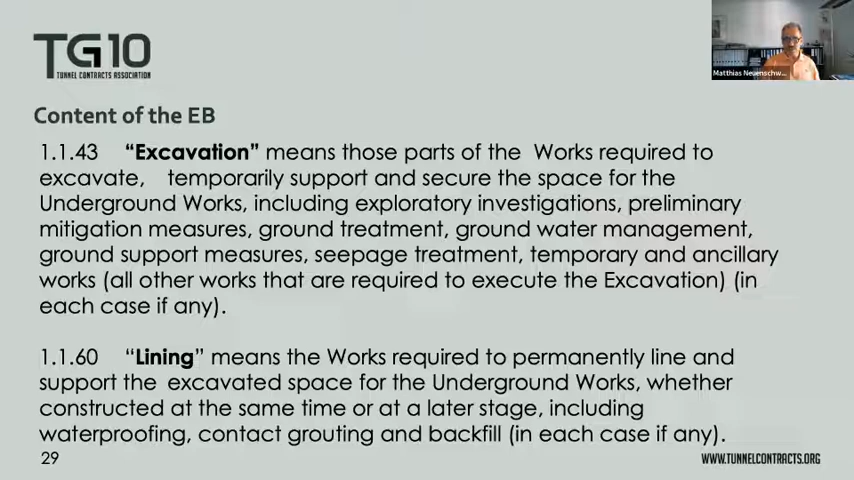 TG10
TUNNEL CONTRACTS ASSOCIATION
Matthias Neuenschw...
Content of the EB
1.1.43 “Excavation” means those parts of the Works required to
excavate, temporarily support and secure the space for the
Underground Works, including exploratory investigations, preliminary
mitigation measures, ground treatment, ground water management,
ground support measures, seepage treatment, temporary and ancillary
works (all other works that are required to execute the Excavation) (in
each case if any).
1.1.60 “Lining” means the Works required to permanently line and
support the excavated space for the Underground Works, whether
constructed at the same time or at a later stage, including
waterproofing, contact grouting and backfill (in each case if any).
29
WWW.TUNNELCONTRACTS.ORG